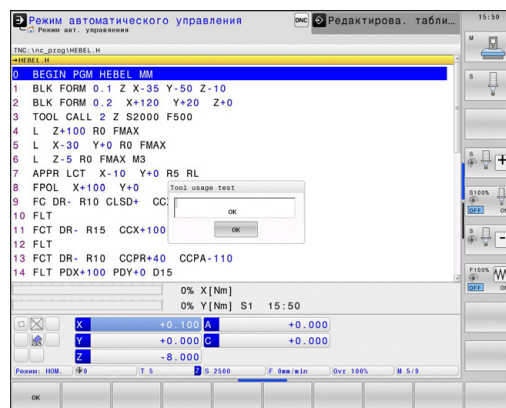 Режим автоматического управления
Режим авт. управления
DNC
Редактирова. табли...
15:50
TNC:\nc_prog\HEBEL.H
→HEBEL.H
0 BEGIN PGM HEBEL MM
1 BLK FORM 0.1 Z X-35 Y-50 Z-10
2 BLK FORM 0.2 X+120 Y+20 Z+0
3 TOOL CALL 2 Z S2000 F500
4 L Z+100 R0 FMAX
5 L X-30 Y+0 R0 FMAX
6 L Z-5 R0 FMAX M3
7 APPR LCT X-10 Y+0 R5 RL
8 FPOL X+100 Y+0
9 FC DR- R10 CLSD+ CC
10 FLT
11 FCT DR- R15 CCX+100
12 FLT
13 FCT DR- R10 CCPR+40 CCPA-110
14 FLT PDX+100 PDY+0 D15
Tool usage test
OK
OK
0% X[Nm]
0% Y[Nm] S1 15:50
X +0.100 A +0.000
Y +0.000 C +0.000
Z -8.000
Режим: НОМ. 0 T 5 Z S 2500 F 0mm/min Ovr 100% M 5/9
OK
M
S
S
S100%
OFF
S
F100%
OFF